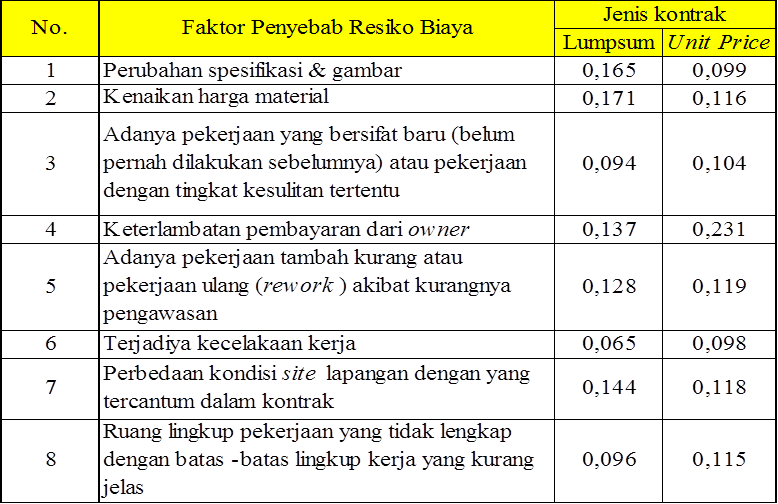 No. Faktor Penyebab Resiko Biaya Jenis kontrak
Lumpsum Unit Price
1 Perubahan spesifikasi & gambar 0,165 0,099
2 Kenaikan harga material 0,171 0,116
Adanya pekerjaan yang bersifat baru (belum
3 pernah dilakukan sebelumnya) atau pekerjaan 0,094 0,104
dengan tingkat kesulitan tertentu
4 Keterlambatan pembayaran dari owner 0,137 0,231
Adanya pekerjaan tambah kurang atau
5 pekerjaan ulang (rework ) akibat kurangnya 0,128 0,119
pengawasan
6 Terjadiya kecelakaan kerja 0,065 0,098
7 Perbedaan kondisi site lapangan dengan yang 0,144 0,118
tercantum dalam kontrak
Ruang lingkup pekerjaan yang tidak lengkap
8 dengan batas -batas lingkup kerja yang kurang 0,096 0,115
jelas